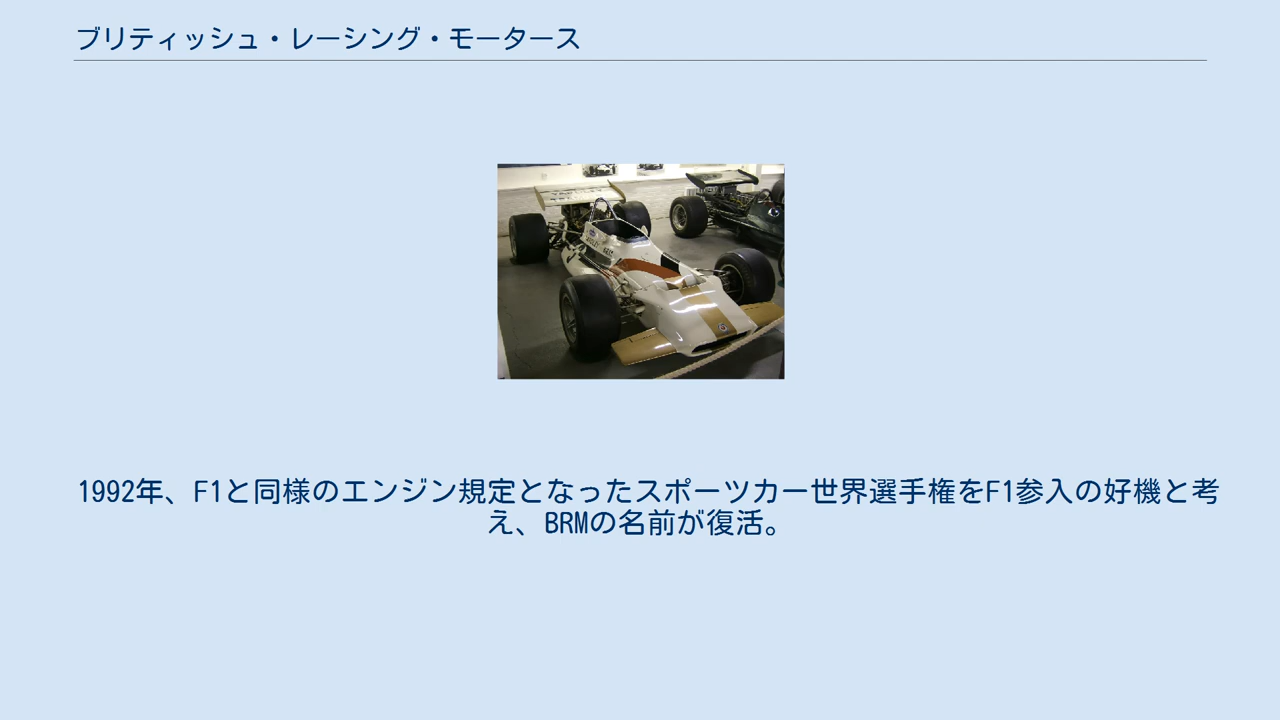 ブリティッシュ・レーシング・モータース
1992年、F1と同様のエンジン規定となったスポーツカー世界選手権をF1参入の好機と考
え、BRMの名前が復活。